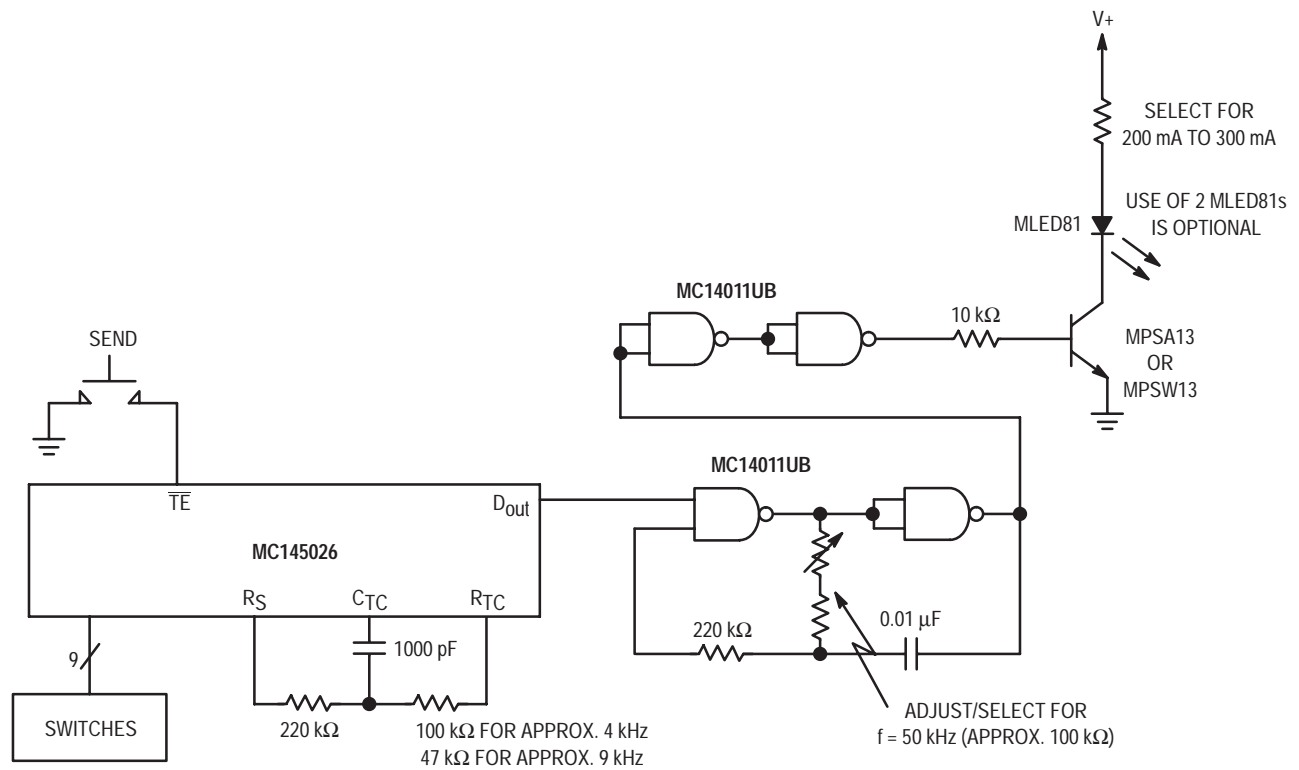 V+
SELECT FOR
200 mA TO 300 mA
USE OF 2 MLED81s
IS OPTIONAL
MLED81
MC14011UB
10 kΩ
MPSA13
OR
MPSW13
SEND
MC14011UB
TE
Dout
MC145026
RS
CTC
RTC
220 kΩ
0.01 μF
9
1000 pF
SWITCHES
220 kΩ
100 kΩ FOR APPROX. 4 kHz
47 kΩ FOR APPROX. 9 kHz
ADJUST/SELECT FOR
f = 50 kHz (APPROX. 100 kΩ)